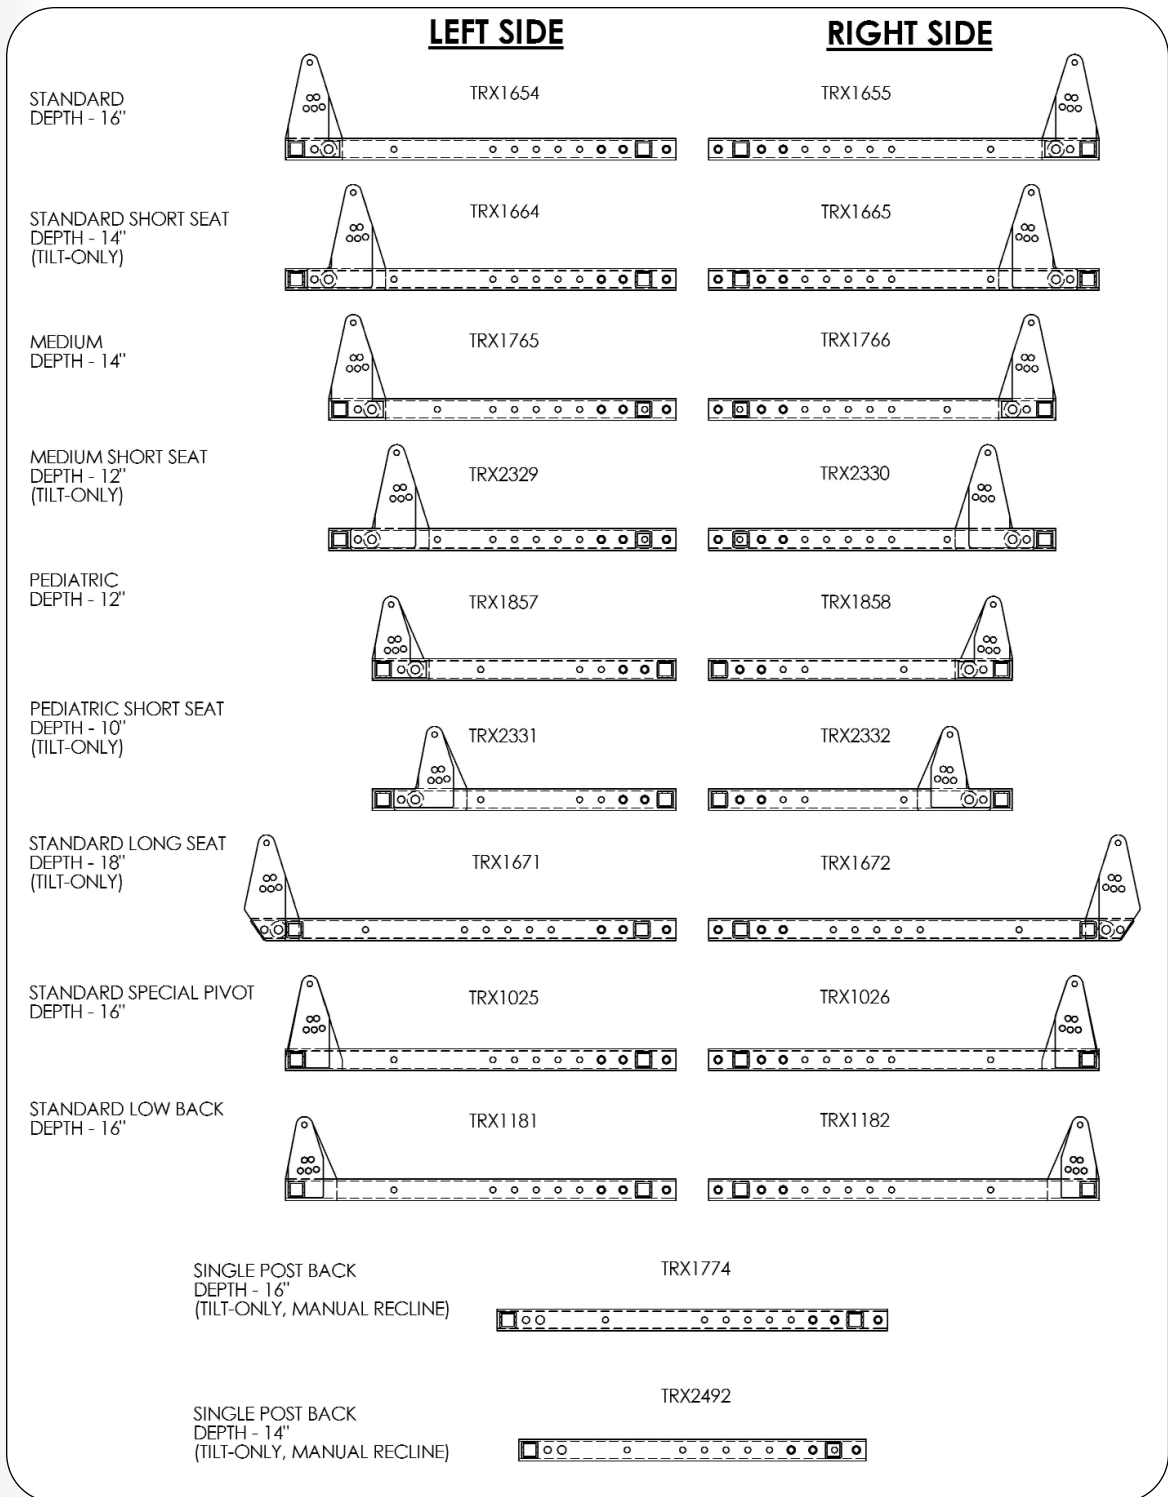 LEFT SIDE
RIGHT SIDE
STANDARD
DEPTH - 16"
TRX1654
TRX1655
STANDARD SHORT SEAT
DEPTH - 14"
(TILT-ONLY)
TRX1664
TRX1665
MEDIUM
DEPTH - 14"
TRX1765
TRX1766
MEDIUM SHORT SEAT
DEPTH - 12"
(TILT-ONLY)
TRX2329
TRX2330
PEDIATRIC
DEPTH - 12"
TRX1857
TRX1858
PEDIATRIC SHORT SEAT
DEPTH - 10"
(TILT-ONLY)
TRX2331
TRX2332
STANDARD LONG SEAT
DEPTH - 18"
(TILT-ONLY)
TRX1671
TRX1672
STANDARD SPECIAL PIVOT
DEPTH - 16"
TRX1025
TRX1026
STANDARD LOW BACK
DEPTH - 16"
TRX1181
TRX1182
SINGLE POST BACK
DEPTH - 16"
(TILT-ONLY, MANUAL RECLINE)
TRX1774
SINGLE POST BACK
DEPTH - 14"
(TILT-ONLY, MANUAL RECLINE)
TRX2492